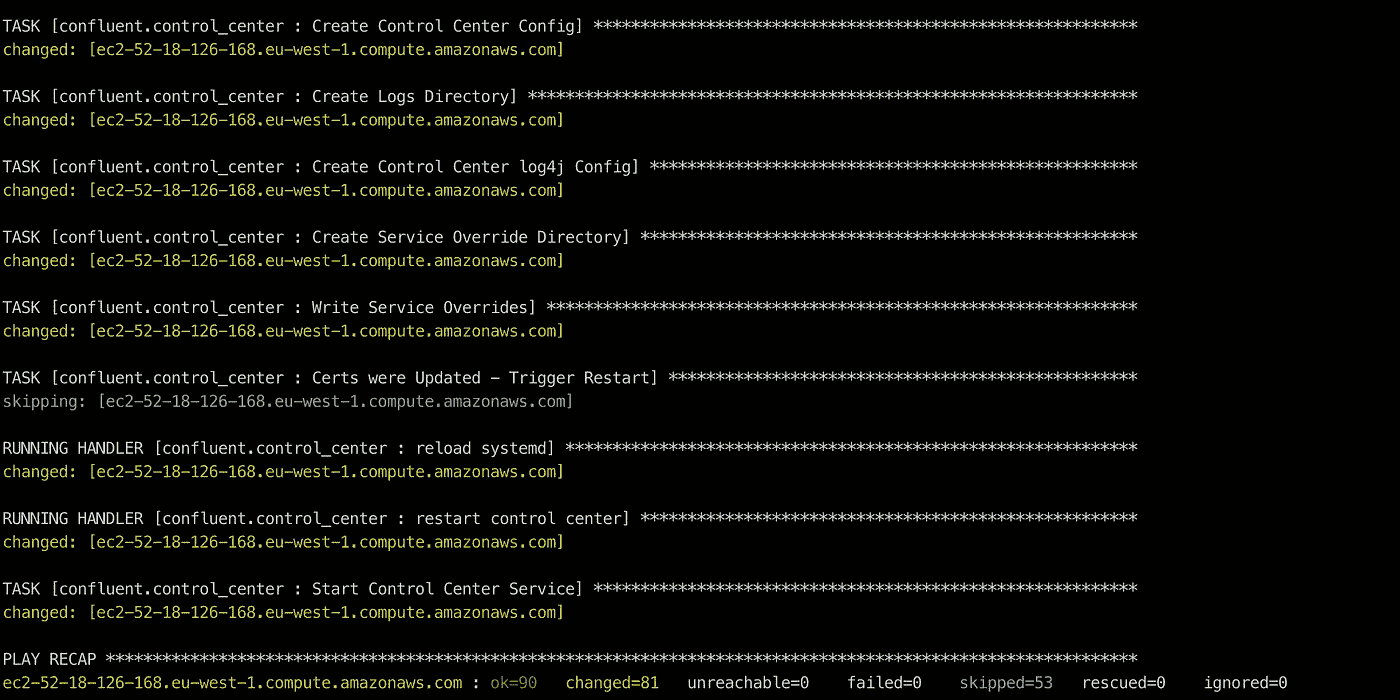 TASK [confluent.control_center : Create Control Center Config] **********************************************************
changed: [ec2-52-18-126-168.eu-west-1.compute.amazonaws.com]
TASK [confluent.control_center : Create Logs Directory] *****************************************************************
changed: [ec2-52-18-126-168.eu-west-1.compute.amazonaws.com]
TASK [confluent.control_center : Create Control Center log4j Config] ****************************************************
changed: [ec2-52-18-126-168.eu-west-1.compute.amazonaws.com]
TASK [confluent.control_center : Create Service Override Directory] *****************************************************
changed: [ec2-52-18-126-168.eu-west-1.compute.amazonaws.com]
TASK [confluent.control_center : Write Service Overrides] ***************************************************************
changed: [ec2-52-18-126-168.eu-west-1.compute.amazonaws.com]
TASK [confluent.control_center : Certs were Updated - Trigger Restart] **************************************************
skipping: [ec2-52-18-126-168.eu-west-1.compute.amazonaws.com]
RUNNING HANDLER [confluent.control_center : reload systemd] *************************************************************
changed: [ec2-52-18-126-168.eu-west-1.compute.amazonaws.com]
RUNNING HANDLER [confluent.control_center : restart control center] *****************************************************
changed: [ec2-52-18-126-168.eu-west-1.compute.amazonaws.com]
TASK [confluent.control_center : Start Control Center Service] **********************************************************
changed: [ec2-52-18-126-168.eu-west-1.compute.amazonaws.com]
PLAY RECAP **************************************************************************************************************
ec2-52-18-126-168.eu-west-1.compute.amazonaws.com : ok=90   changed=81   unreachable=0    failed=0    skipped=53   rescued=0    ignored=0